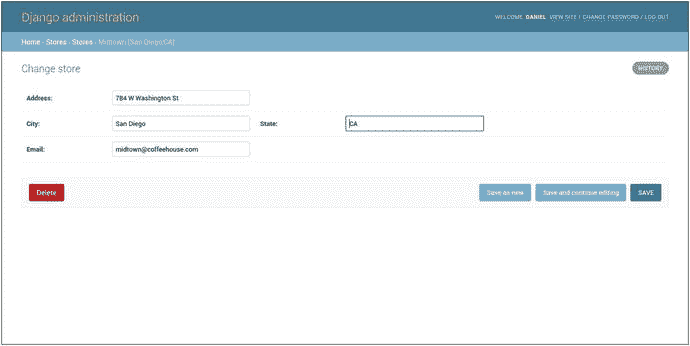 Django administration
WELCOME DANIEL VIEW SITE / CHANGE PASSWORD / LOG OUT
Home › Stores › Stores › Midtown (San Diego,CA)
Change store
HISTORY
Address: 784 W Washington St
City: San Diego State: CA
Email: midtown@coffeehouse.com
Delete Save as new Save and continue editing SAVE